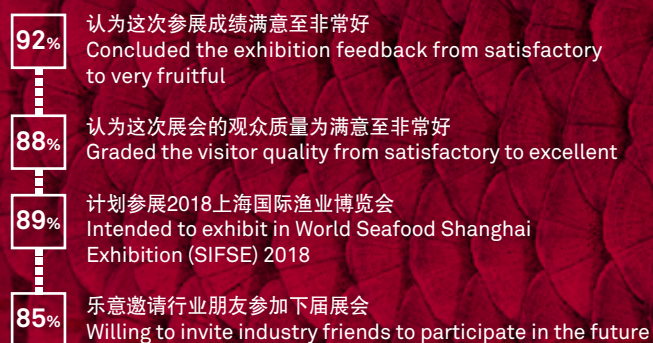 92%
认为这次参展成绩满意至非常好
Concluded the exhibition feedback from satisfactory
to very fruitful
88%
认为这次展会的观众质量为满意至非常好
Graded the visitor quality from satisfactory to excellent
89%
计划参展2018上海国际渔业博览会
Intended to exhibit in World Seafood Shanghai
Exhibition (SIFSE) 2018
85%
乐意邀请行业朋友参加下届展会
Willing to invite industry friends to participate in the future